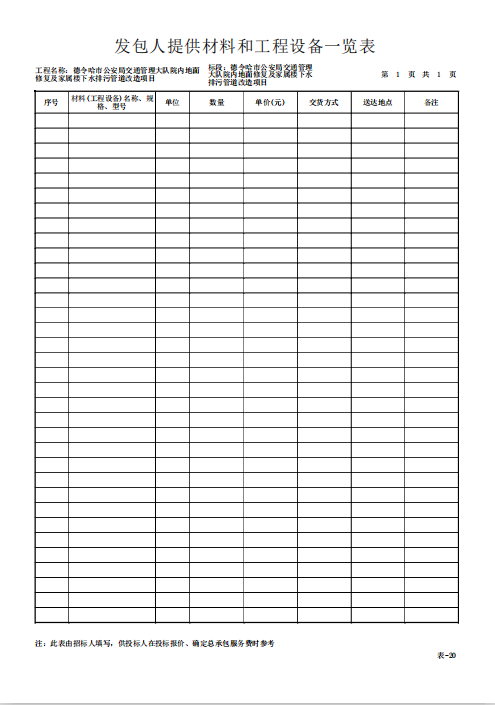 发包人提供材料和工程设备一览表
工程名称：德令哈市公安局交通管理大队院内地面
修复及家属楼下水排污管道改造项目
标段：德令哈市公安局交通管理
大队院内地面修复及家属楼下水
排污管道改造项目
第 1 页 共 1 页
序号 材料(工程设备)名称、规 单位 数量 单价(元) 交货方式 送达地点 备注
格、型号
注：此表由招标人填写，供投标人在投标报价、确定总承包服务费时参考
表-20